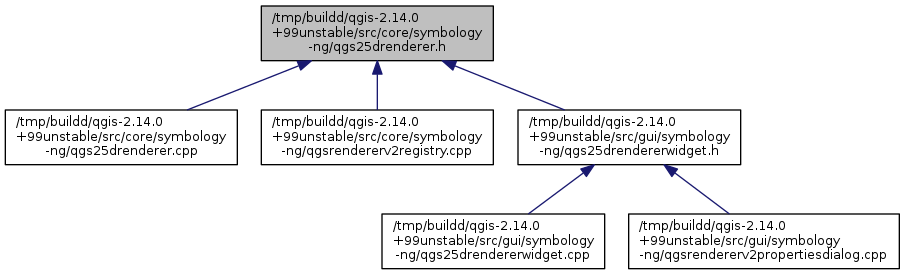 /tmp/buildd/qgis-2.14.0
+99unstable/src/core/symbology
-ng/qgs25drenderer.h
/tmp/buildd/qgis-2.14.0
+99unstable/src/core/symbology
-ng/qgs25drenderer.cpp
/tmp/buildd/qgis-2.14.0
+99unstable/src/core/symbology
-ng/qgsrendererv2registry.cpp
/tmp/buildd/qgis-2.14.0
+99unstable/src/gui/symbology
-ng/qgs25drendererwidget.h
/tmp/buildd/qgis-2.14.0
+99unstable/src/gui/symbology
-ng/qgs25drendererwidget.cpp
/tmp/buildd/qgis-2.14.0
+99unstable/src/gui/symbology
-ng/qgsrendererv2propertiesdialog.cpp